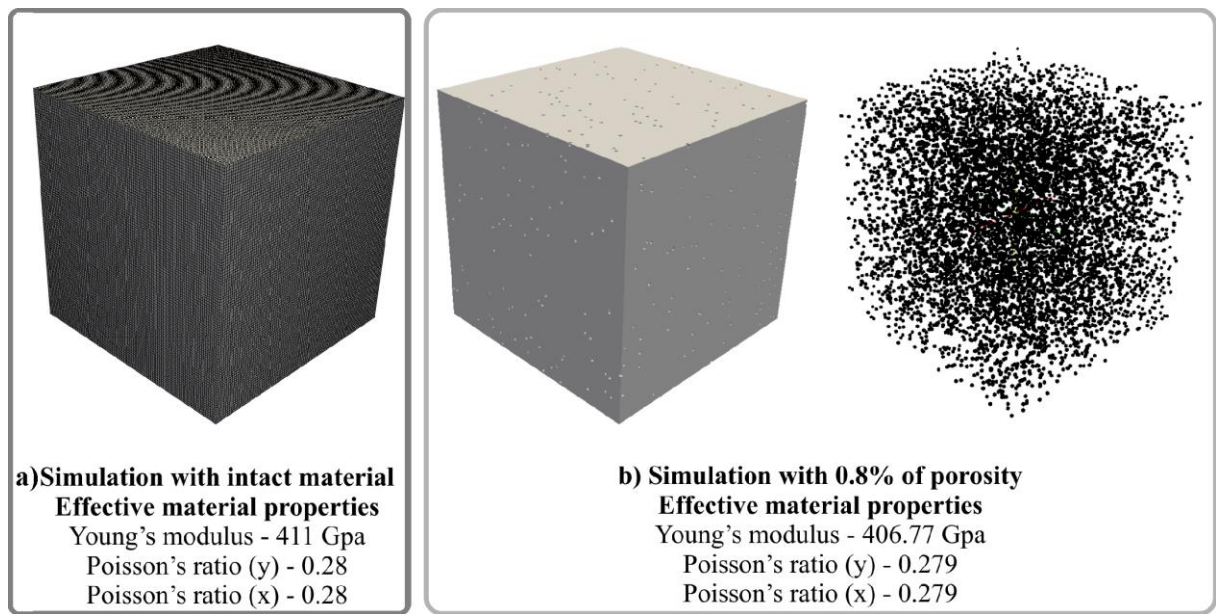 a)Simulation with intact material
Effective material properties
Young's modulus - 411 Gpa
Poisson's ratio (y) - 0.28
Poisson's ratio (x) - 0.28
b) Simulation with 0.8% of porosity
Effective material properties
Young's modulus - 406.77 Gpa
Poisson's ratio (y) - 0.279
Poisson's ratio (x) - 0.279